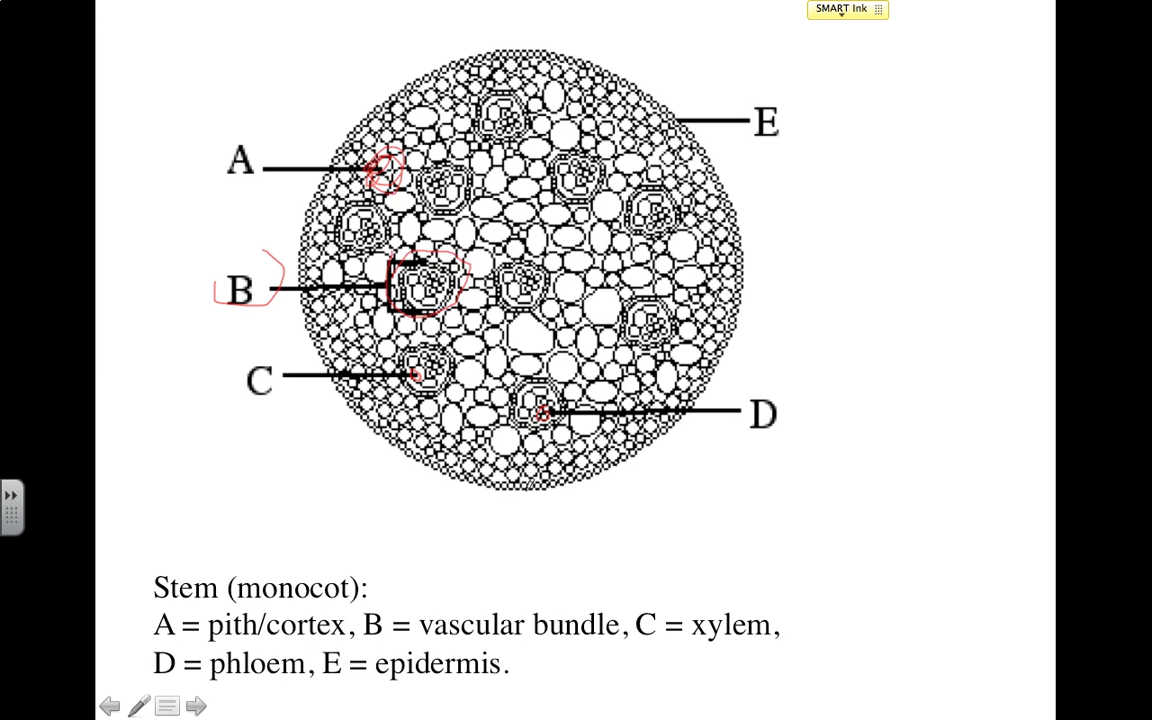 SMART Ink
E
A
B
C
D
Stem (monocot):
A = pith/cortex, B = vascular bundle, C = xylem,
D = phloem, E = epidermis.